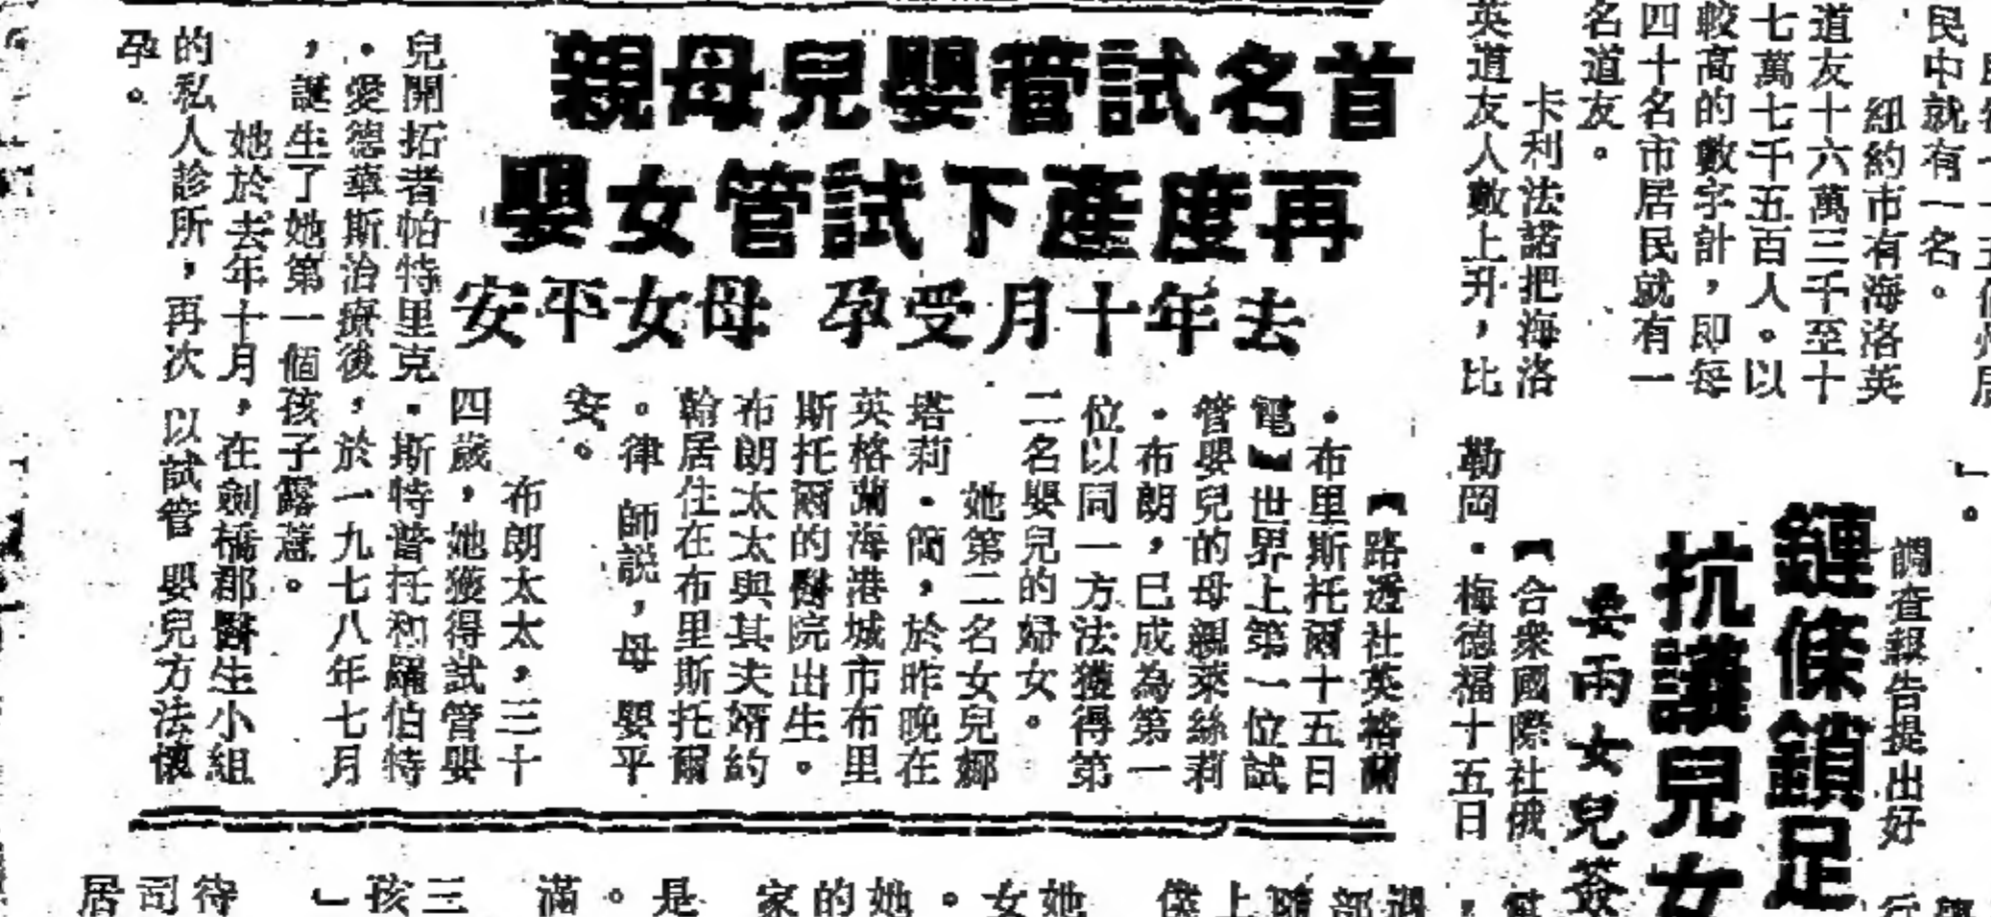 民中就有一名。
紐約市有海洛英
道友十六萬三千至十
七萬七千五百人。以
較高的數字計，即每
四十名市居民就有一
名道友。
卡利法諾把海洛
英道友人數上升，比
首名試管嬰兒母親
再度產下試管女嬰
去年十月受孕 母女平安
【路透社英格蘭
・布里斯托爾十五日
電】世界上第一位試
管嬰兒的母親萊絲莉
・布朗，已成為第一
位以同一方法獲得第
二名嬰兒的婦女。
她第二名女兒娜
塔莉・簡，於昨晚在
英格蘭海港城市布里
斯托爾的醫院出生。
布朗太太與其夫婿約
翰居住在布里斯托爾
。律師説，母嬰平
安。
布朗太太，三十
四歲，她獲得試管嬰
兒開拓者帕特里克・斯特普托和羅伯特
・愛德華斯治療後，於一九七八年七月
，誕生了她第一個孩子露薏。
她於去年十月，在劍橋郡醫生小組
的私人診所，再次以試管嬰兒方法懷
孕。
」。
調查報告提出好
鏈條鎖足
抗議兒女
要兩女兒簽
【合衆國際社俄
勒岡・梅德福十五日
她女。
她的家
是。滿
三孩」
待司居